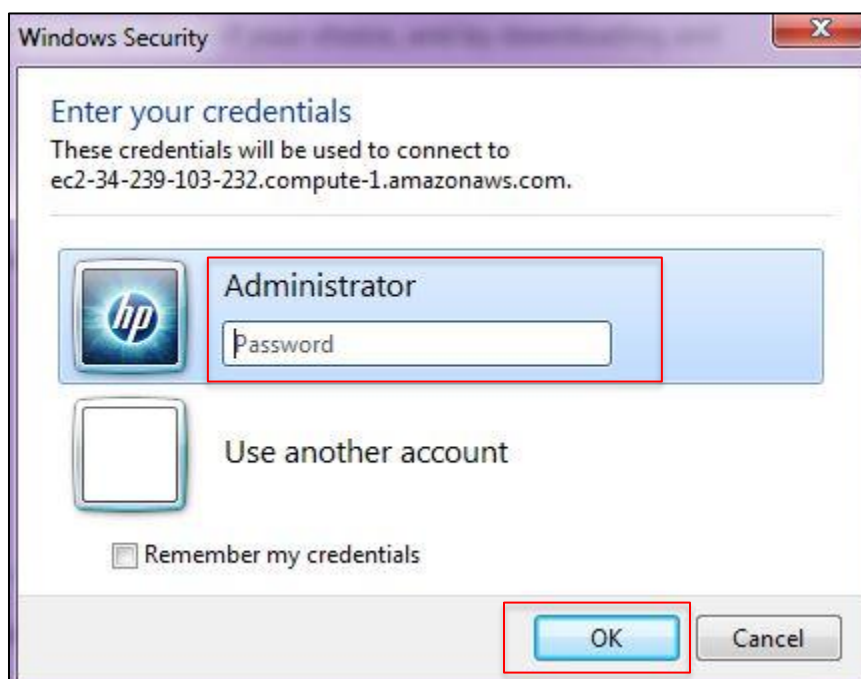 Windows Security
Enter your credentials
These credentials will be used to connect to
ec2-34-239-103-232.compute-1.amazonaws.com.
hp
Administrator
Password
Use another account
Remember my credentials
OK
Cancel